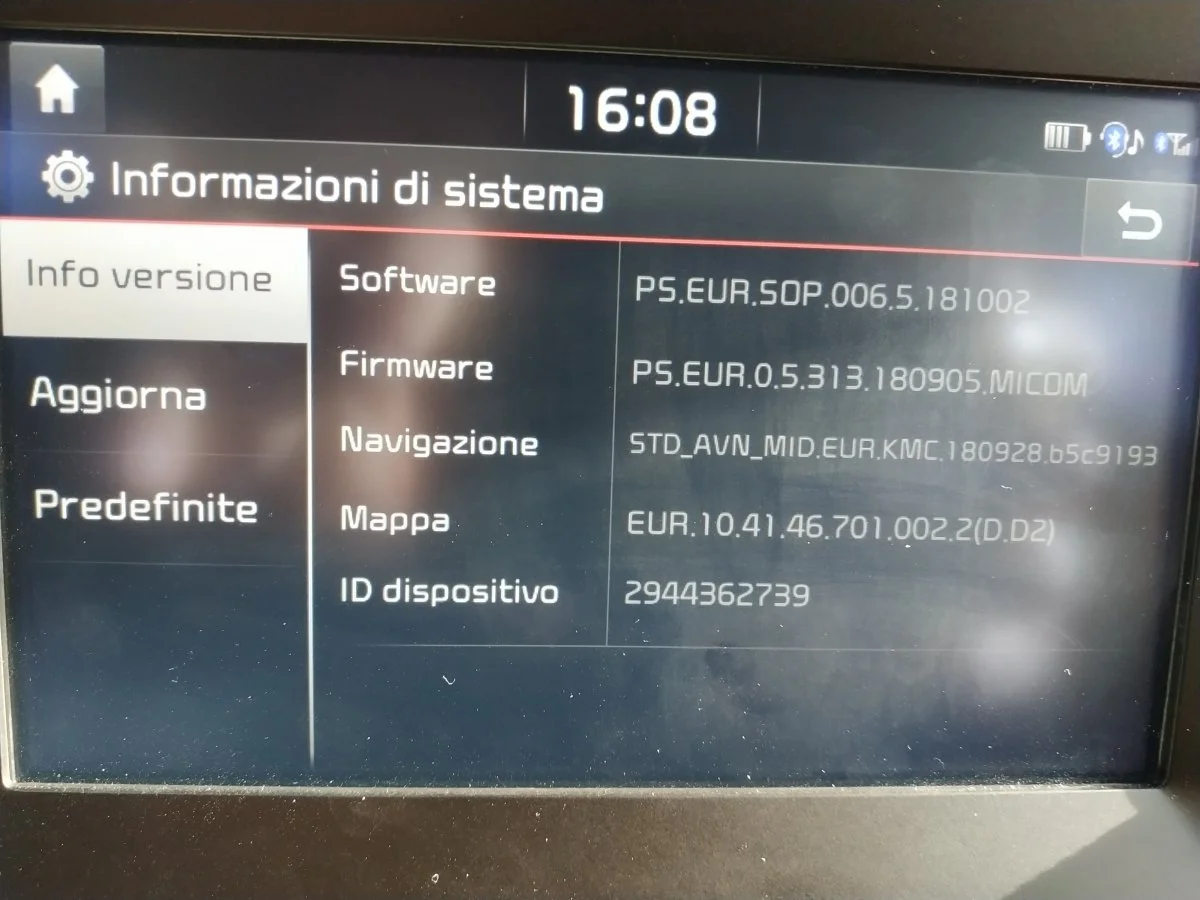 16:08
Informazioni di sistema
Info versione
Aggiorna
Predefinite
Software PS.EUR.SOP.006.5.181002
Firmware PS.EUR.0.5.313.180905.MICOM
Navigazione STD_AVN_MID.EUR.KMC.180928.b5c9193
Mappa EUR.10.41.46.701.002.2(D.D2)
ID dispositivo 2944362739